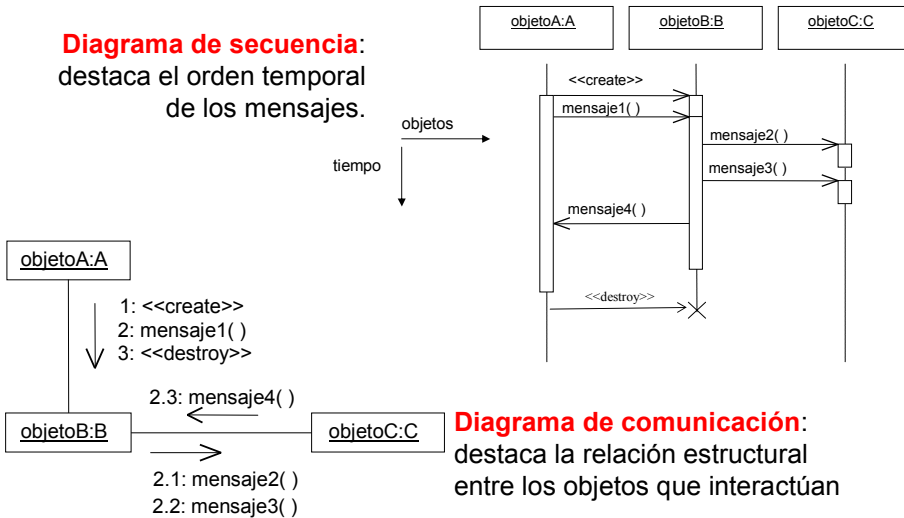 Diagrama de secuencia:
destaca el orden temporal
de los mensajes.
objetos
tiempo
objetoA:A
objetoB:B
objetoC:C
<<create>>
mensaje1( )
mensaje2( )
mensaje3( )
mensaje4( )
<<destroy>>
objetoA:A
1: <<create>>
2: mensaje1( )
3: <<destroy>>
2.3: mensaje4( )
objetoB:B
objetoC:C
2.1: mensaje2( )
2.2: mensaje3( )
Diagrama de comunicación:
destaca la relación estructural
entre los objetos que interactúan